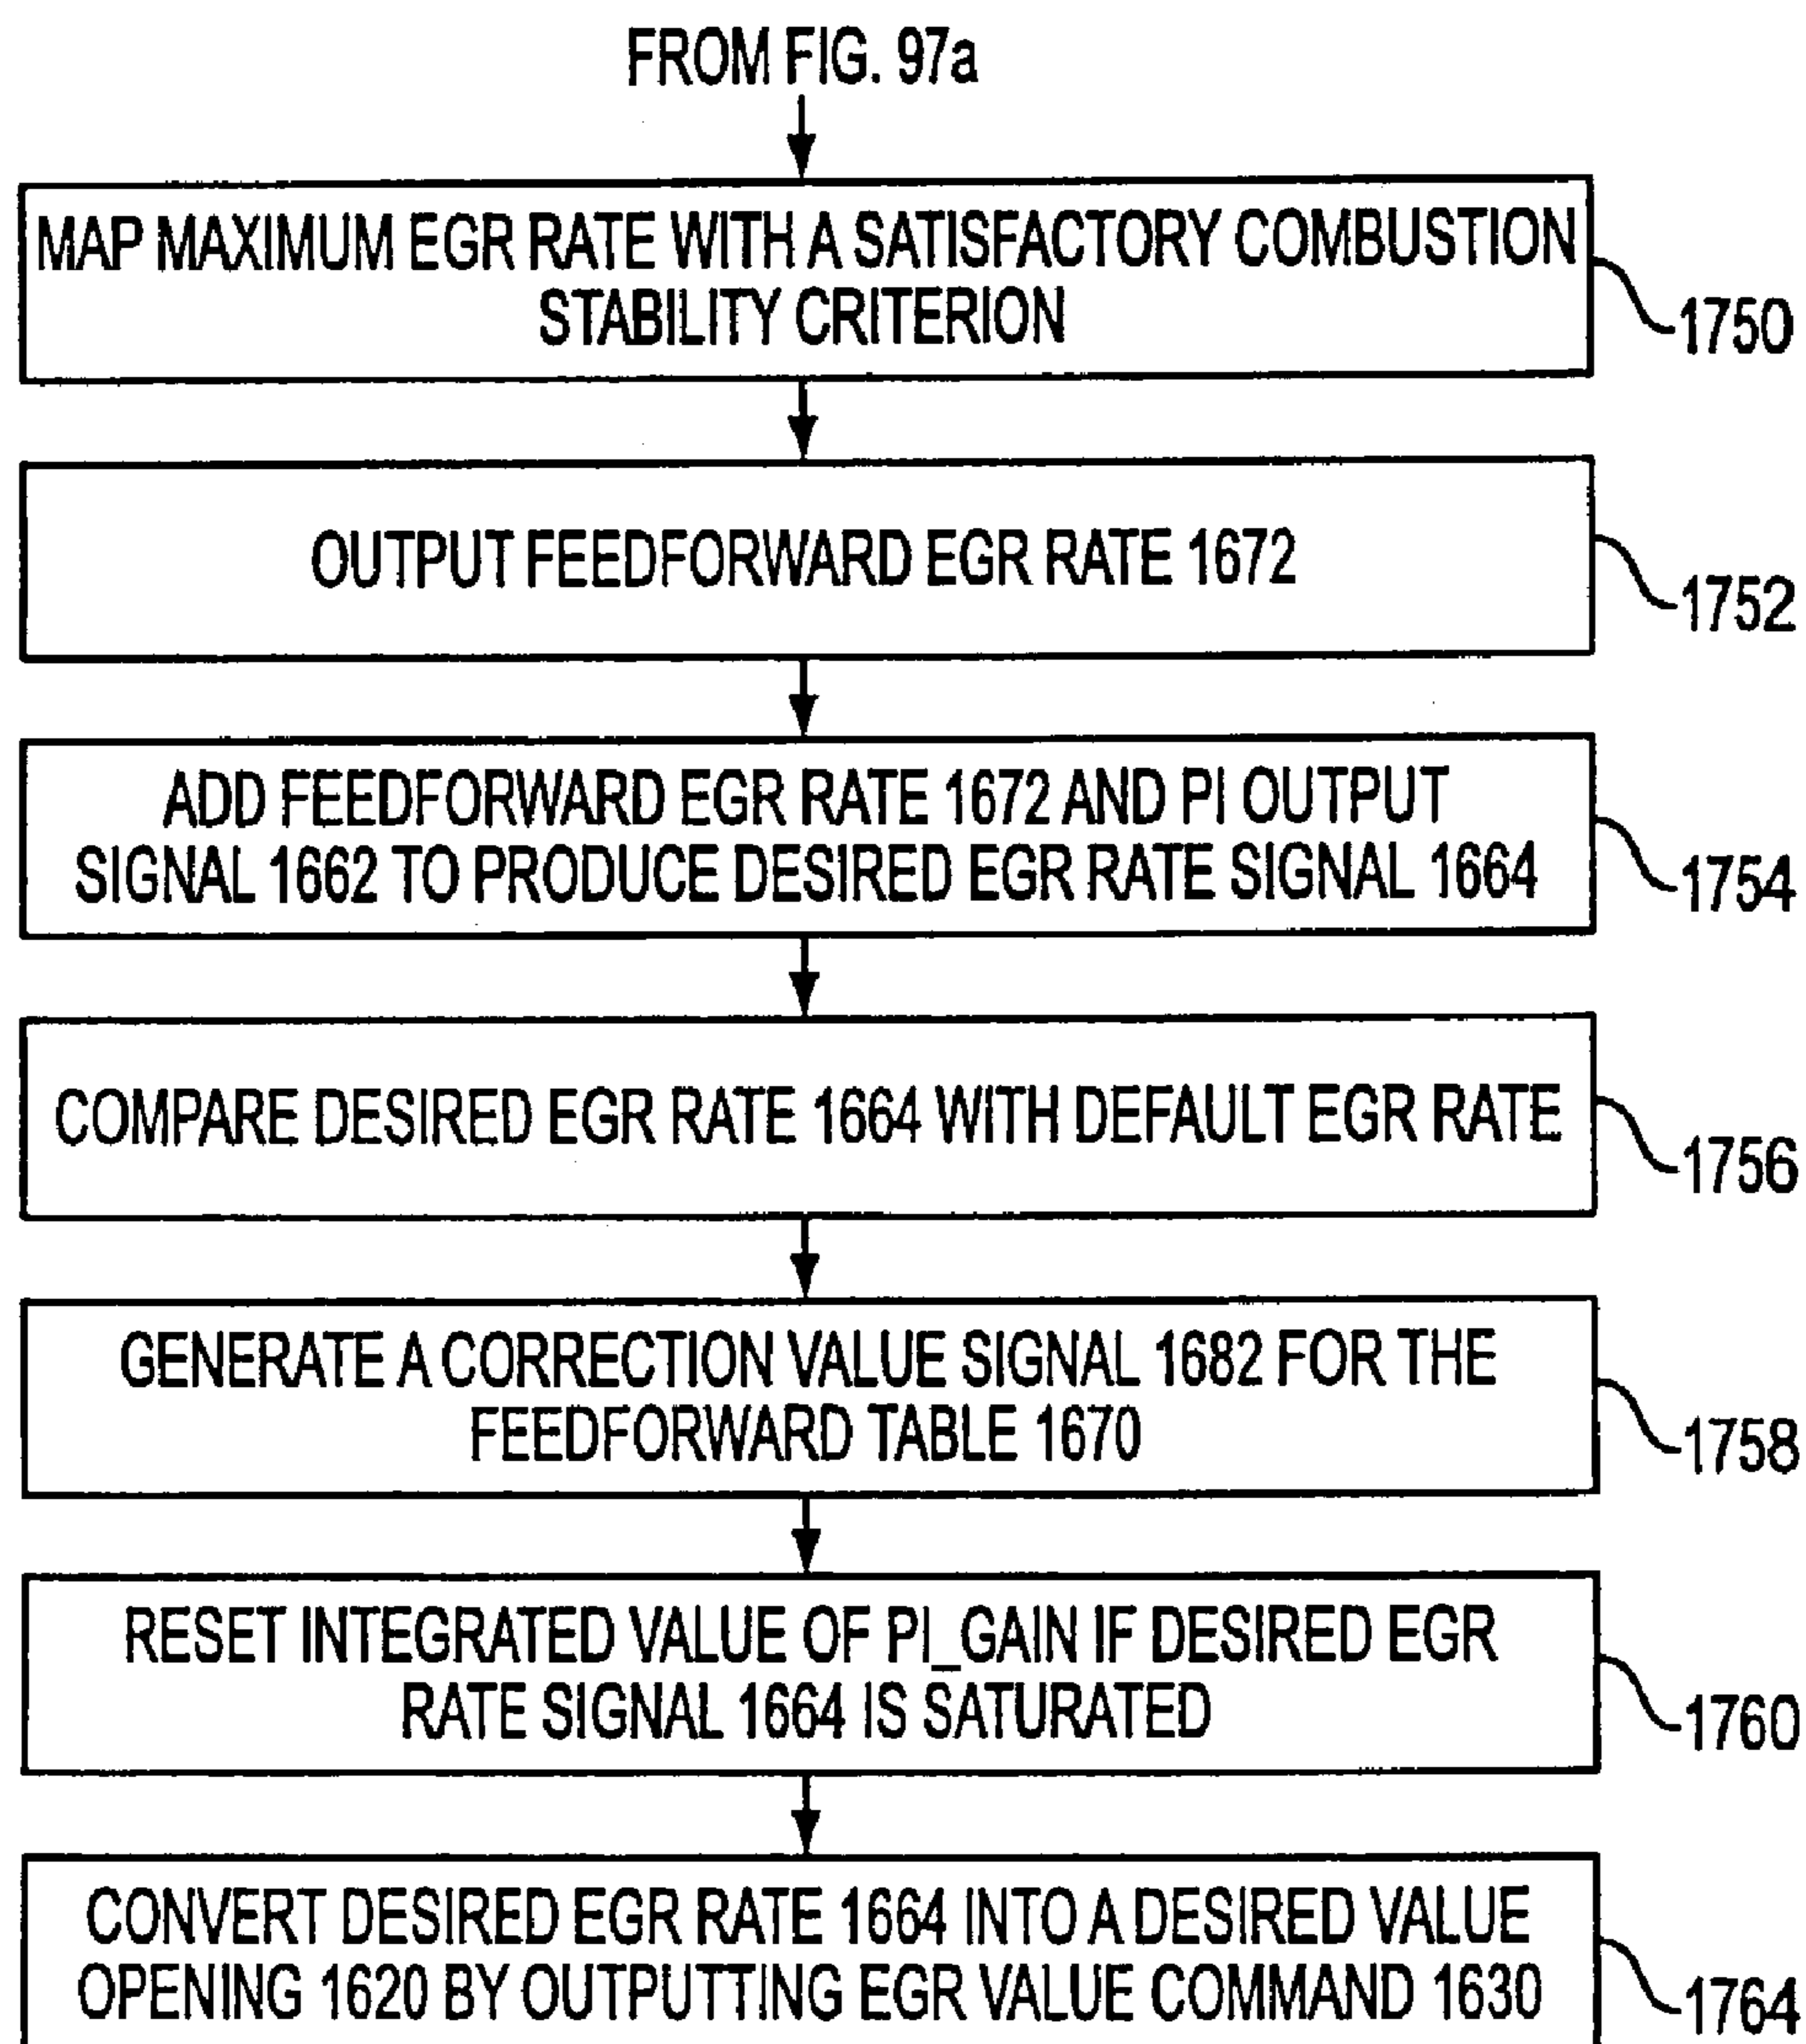 FROM FIG. 97a
MAP MAXIMUM EGR RATE WITH A SATISFACTORY COMBUSTION
STABILITY CRITERION
1750
OUTPUT FEEDFORWARD EGR RATE 1672
1752
ADD FEEDFORWARD EGR RATE 1672 AND PI OUTPUT
SIGNAL 1662 TO PRODUCE DESIRED EGR RATE SIGNAL 1664
1754
COMPARE DESIRED EGR RATE 1664 WITH DEFAULT EGR RATE
1756
GENERATE A CORRECTION VALUE SIGNAL 1682 FOR THE
FEEDFORWARD TABLE 1670
1758
RESET INTEGRATED VALUE OF PI_GAIN IF DESIRED EGR
RATE SIGNAL 1664 IS SATURATED
1760
CONVERT DESIRED EGR RATE 1664 INTO A DESIRED VALUE
OPENING 1620 BY OUTPUTTING EGR VALUE COMMAND 1630
1764